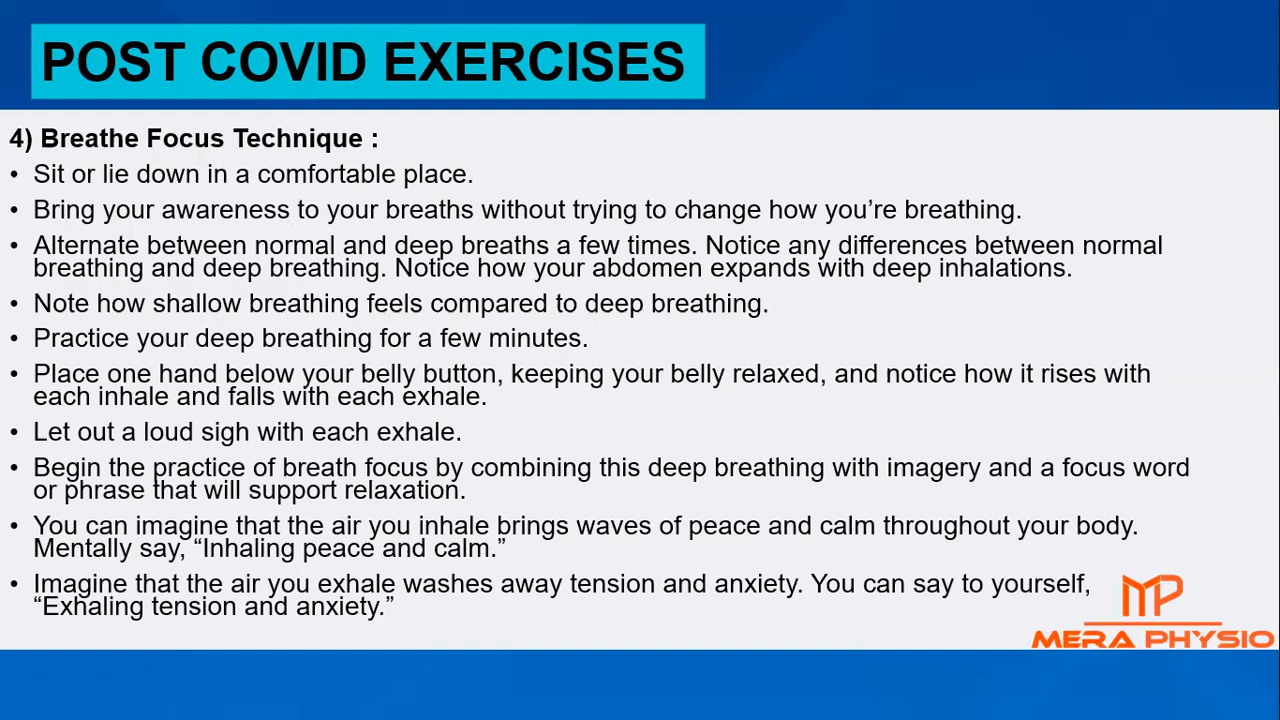 POST COVID EXERCISES
4) Breathe Focus Technique :
• Sit or lie down in a comfortable place.
• Bring your awareness to your breaths without trying to change how you’re breathing.
• Alternate between normal and deep breaths a few times. Notice any differences between normal
breathing and deep breathing. Notice how your abdomen expands with deep inhalations.
• Note how shallow breathing feels compared to deep breathing.
• Practice your deep breathing for a few minutes.
• Place one hand below your belly button, keeping your belly relaxed, and notice how it rises with
each inhale and falls with each exhale.
• Let out a loud sigh with each exhale.
• Begin the practice of breath focus by combining this deep breathing with imagery and a focus word
or phrase that will support relaxation.
• You can imagine that the air you inhale brings waves of peace and calm throughout your body.
Mentally say, “Inhaling peace and calm.”
• Imagine that the air you exhale washes away tension and anxiety. You can say to yourself,
“Exhaling tension and anxiety.”
MP
MERA PHYSIO